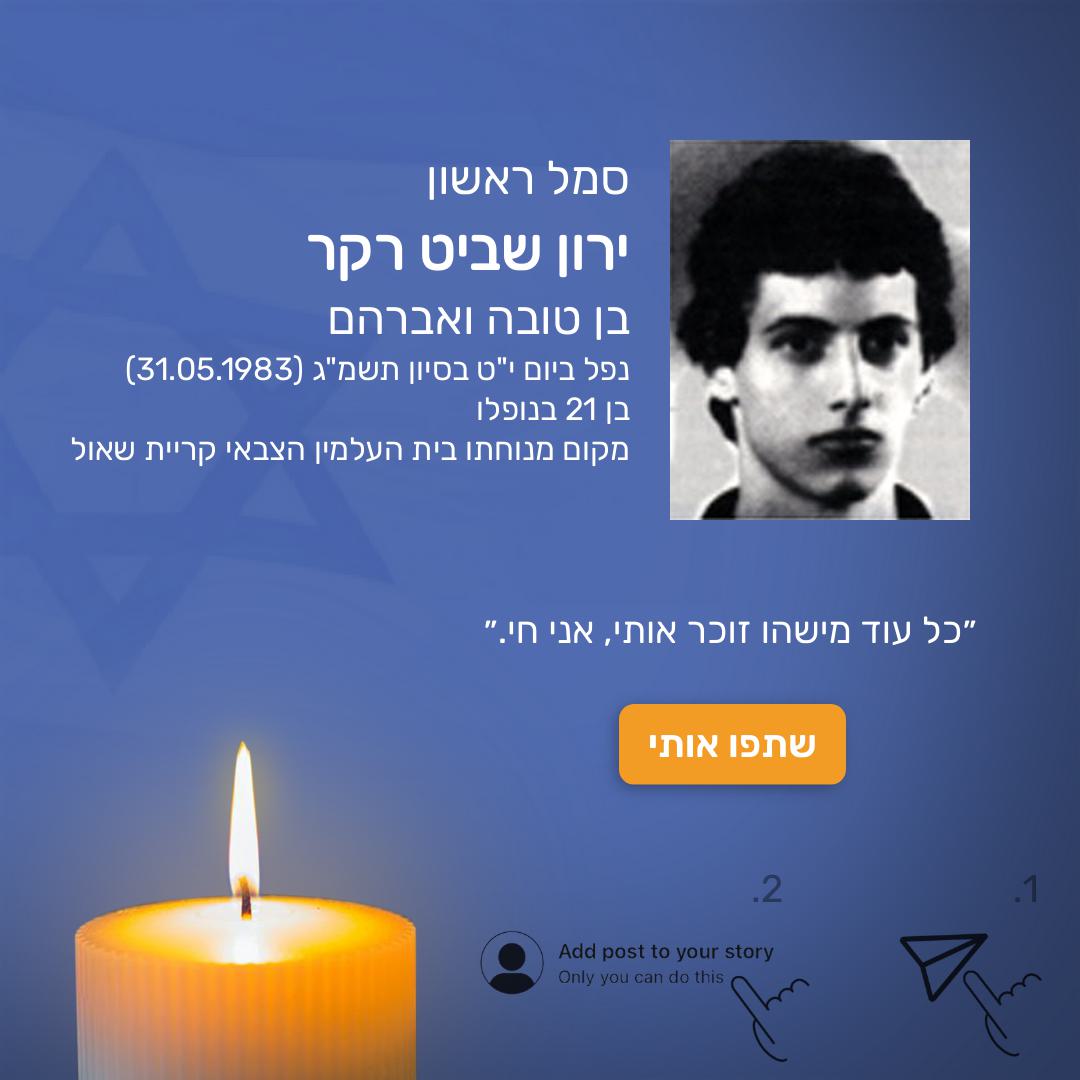 סמל ראשון
ירון שביט רקר
בן טובה ואברהם
נפל ביום י"ט בסיון תשמ"ג (31.05.1983)
בן 21 בנופלו
מקום מנוחתו בית העלמין הצבאי קריית שאול
״כל עוד מישהו זוכר אותי, אני חי.״
שתפו אותי
1.
2.
Add post to your story
Only you can do this